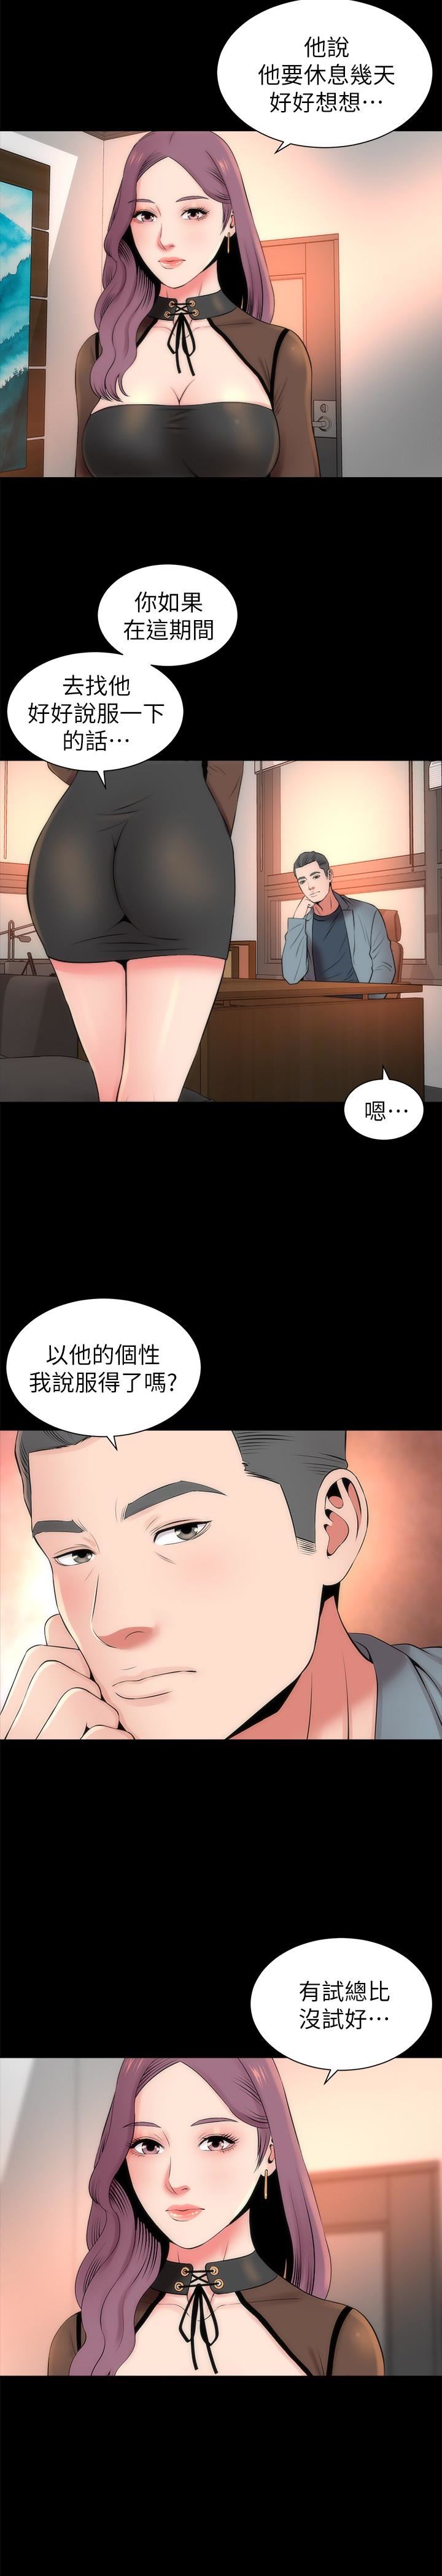 他說
他要休息幾天
好好想想⋯
你如果
在這期間
去找他
好好說服一下
的話⋯
嗯⋯
以他的個性
我說服得了嗎?
有試總比
沒試好⋯